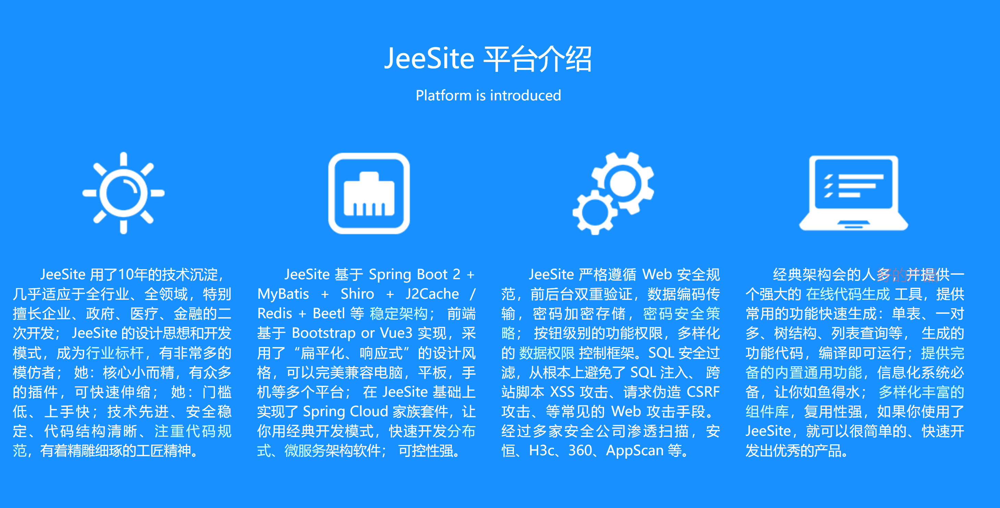 JeeSite 平台介绍
Platform is introduced
JeeSite 用了10年的技术沉淀，
几乎适应于全行业、全领域，特别
擅长企业、政府、医疗、金融的二
次开发； JeeSite 的设计思想和开发
模式，成为行业标杆，有非常多的
模仿者； 她：核心小而精，有众多
的插件，可快速伸缩； 她：门槛
低、上手快；技术先进、安全稳
定、代码结构清晰、注重代码规
范，有着精雕细琢的工匠精神。
JeeSite 基于 Spring Boot 2 +
MyBatis + Shiro + J2Cache /
Redis + Beetl 等 稳定架构； 前端
基于 Bootstrap or Vue3 实现，采
用了“扁平化、响应式”的设计风
格，可以完美兼容电脑，平板，手
机等多个平台； 在 JeeSite 基础上
实现了 Spring Cloud 家族套件，让
你用经典开发模式，快速开发分布
式、微服务架构软件； 可控性强。
JeeSite 严格遵循 Web 安全规
范，前后台双重验证，数据编码传
输，密码加密存储，密码安全策
略； 按钮级别的功能权限，多样化
的 数据权限 控制框架。SQL 安全过
滤，从根本上避免了 SQL 注入、 跨
站脚本 XSS 攻击、请求伪造 CSRF
攻击、等常见的 Web 攻击手段。
经过多家安全公司渗透扫描，安
恒、H3c、360、AppScan 等。
经典架构会的人多，并提供一
个强大的 在线代码生成 工具，提供
常用的功能快速生成：单表、一对
多、树结构、列表查询等， 生成的
功能代码，编译即可运行；提供完
备的内置通用功能，信息化系统必
备，让你如鱼得水； 多样化丰富的
组件库，复用性强，如果你使用了
JeeSite，就可以很简单的、快速开
发出优秀的产品。